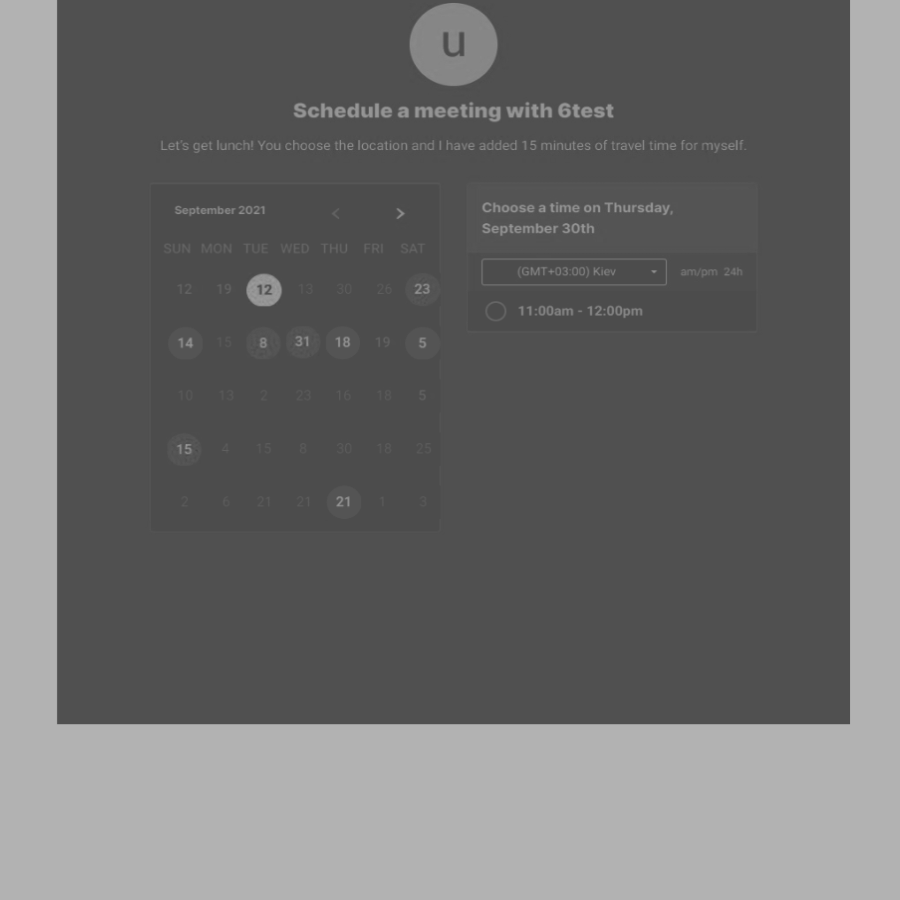 u
Schedule a meeting with 6test
Let's get lunch! You choose the location and I have added 15 minutes of travel time for myself.
September 2021 < >
SUN MON TUE WED THU FRI SAT
12 19 12 13 30 26 23
14 15 8 31 18 19 5
10 13 2 23 16 18 5
15 4 15 8 30 18 25
2 6 21 21 21 1 3
Choose a time on Thursday,
September 30th
(GMT+03:00) Kiev am/pm 24h
11:00am - 12:00pm